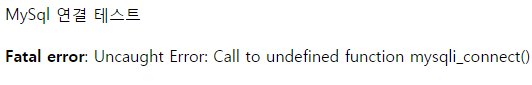 MySql 연결 테스트
Fatal error: Uncaught Error: Call to undefined function mysqli_connect()